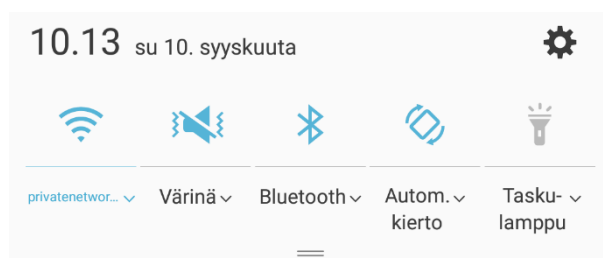 10.13 su 10. syyskuuta
privatenetwor... Värinä Bluetooth Autom. Tasku-
kierto lamppu